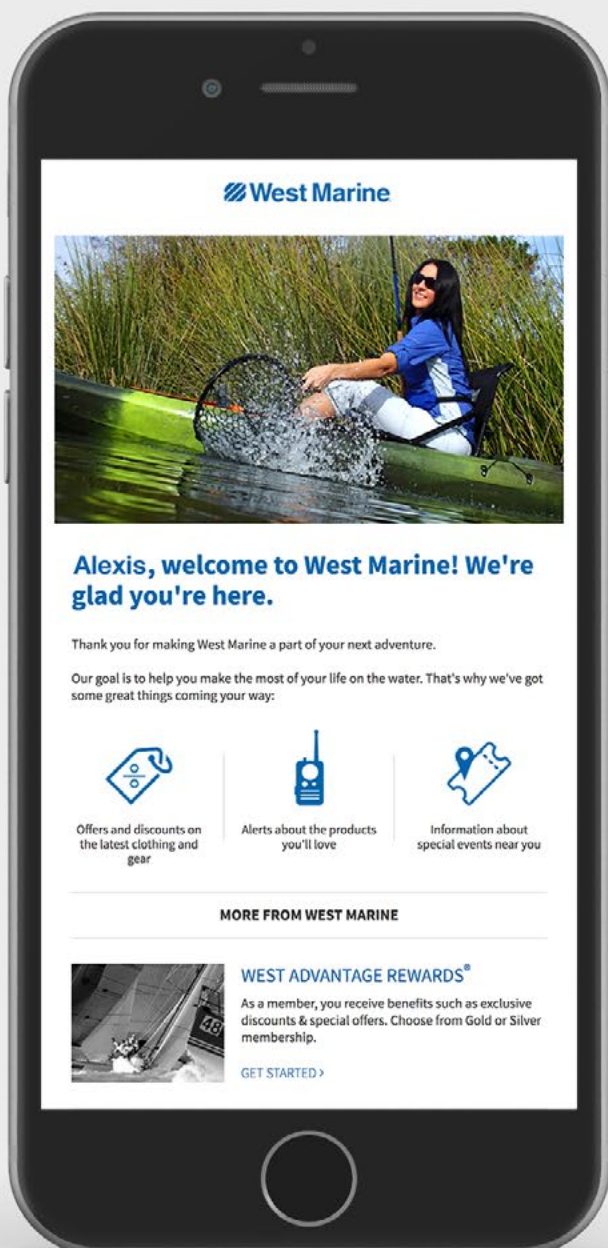 West Marine
Alexis, welcome to West Marine! We're
glad you're here.
Thank you for making West Marine a part of your next adventure.
Our goal is to help you make the most of your life on the water. That's why we've got
some great things coming your way:
Offers and discounts on
the latest clothing and
gear
Alerts about the products
you'll love
Information about
special events near you
MORE FROM WEST MARINE
WEST ADVANTAGE REWARDS®
As a member, you receive benefits such as exclusive
discounts & special offers. Choose from Gold or Silver
membership.
GET STARTED >
48